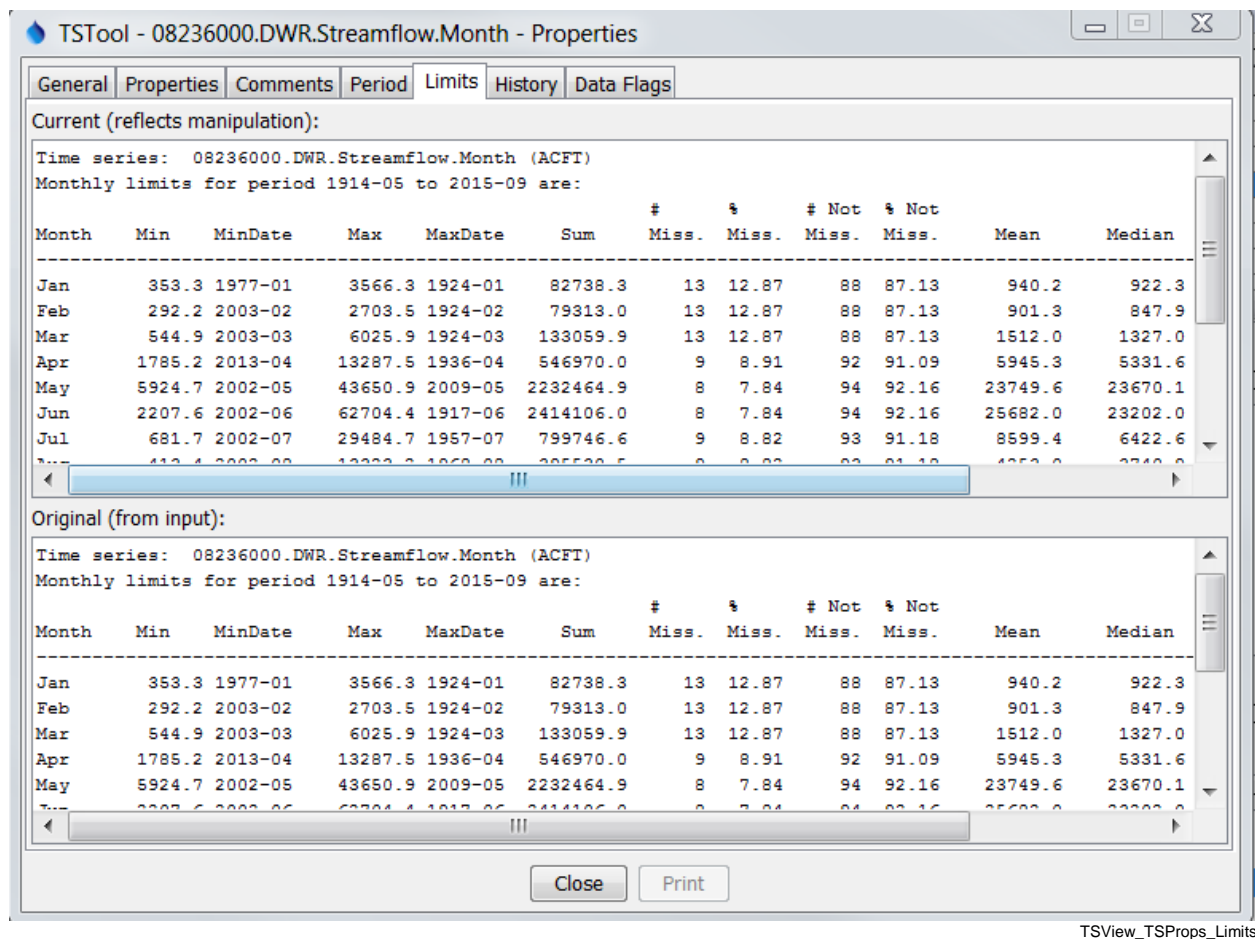 TSTool - 08236000.DWR.Streamflow.Month - Properties
General Properties Comments Period Limits History Data Flags
Current (reflects manipulation):
Time series:  08236000.DWR.Streamflow.Month (ACFT)
Monthly limits for period 1914-05 to 2015-09 are:
# % # Not % Not
Month Min MinDate Max MaxDate Sum Miss. Miss. Miss. Miss. Mean Median
--------------------------------------------------------------------------------
Jan 353.3 1977-01 3566.3 1924-01 82738.3 13 12.87 88 87.13 940.2 922.3
Feb 292.2 2003-02 2703.5 1924-02 79313.0 13 12.87 88 87.13 901.3 847.9
Mar 544.9 2003-03 6025.9 1924-03 133059.9 13 12.87 88 87.13 1512.0 1327.0
Apr 1785.2 2013-04 13287.5 1936-04 546970.0 9 8.91 92 91.09 5945.3 5331.6
May 5924.7 2002-05 43650.9 2009-05 2232464.9 8 7.84 94 92.16 23749.6 23670.1
Jun 2207.6 2002-06 62704.4 1917-06 2414106.0 8 7.84 94 92.16 25682.0 23202.0
Jul 681.7 2002-07 29484.7 1957-07 799746.6 9 8.82 93 91.18 8599.4 6422.6
Original (from input):
Time series:  08236000.DWR.Streamflow.Month (ACFT)
Monthly limits for period 1914-05 to 2015-09 are:
# % # Not % Not
Month Min MinDate Max MaxDate Sum Miss. Miss. Miss. Miss. Mean Median
--------------------------------------------------------------------------------
Jan 353.3 1977-01 3566.3 1924-01 82738.3 13 12.87 88 87.13 940.2 922.3
Feb 292.2 2003-02 2703.5 1924-02 79313.0 13 12.87 88 87.13 901.3 847.9
Mar 544.9 2003-03 6025.9 1924-03 133059.9 13 12.87 88 87.13 1512.0 1327.0
Apr 1785.2 2013-04 13287.5 1936-04 546970.0 9 8.91 92 91.09 5945.3 5331.6
May 5924.7 2002-05 43650.9 2009-05 2232464.9 8 7.84 94 92.16 23749.6 23670.1
Close Print
TSView_TSProps_Limits